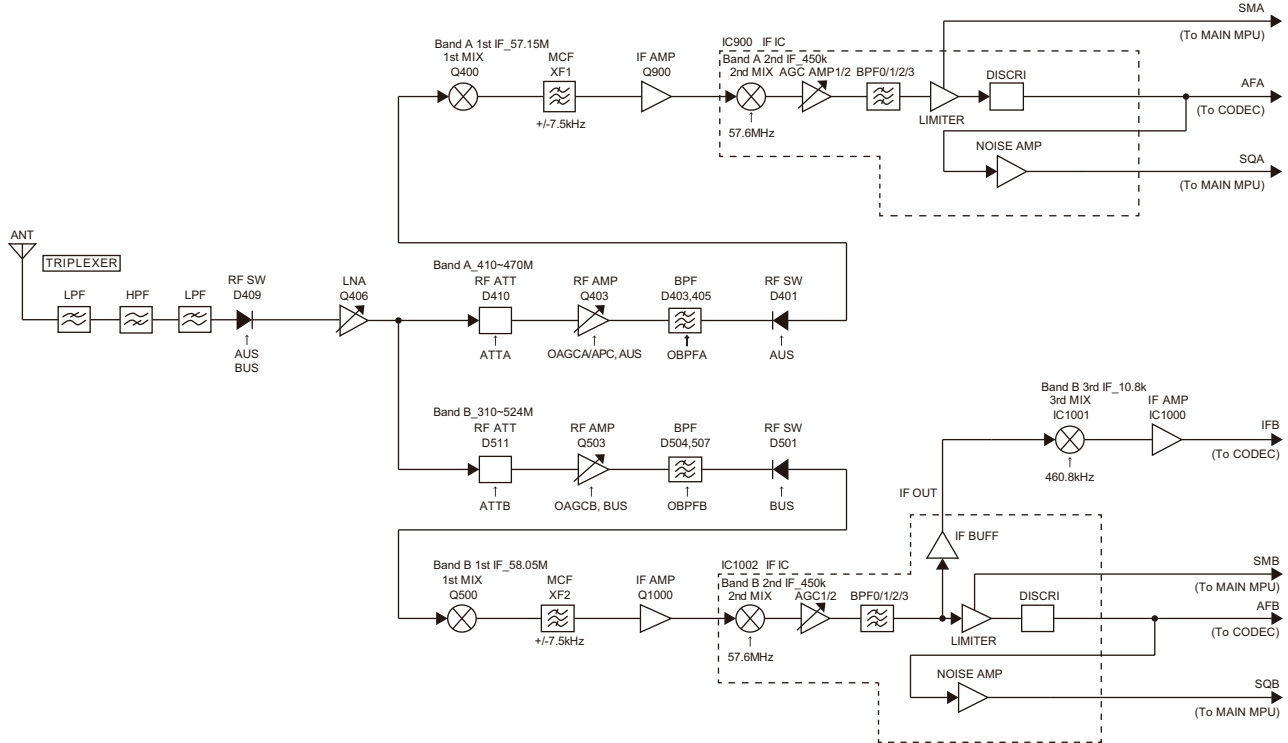 SMA
(To MAIN MPU)
Band A 1st IF_57.15M
1st MIX
Q400
MCF
XF1
+/-7.5kHz
IF AMP
Q900
IC900 IF IC
Band A 2nd IF_450k
2nd MIX
AGC AMP1/2
BPF0/1/2/3
57.6MHz
LIMITER
DISCRI
AFA
(To CODEC)
NOISE AMP
SQA
(To MAIN MPU)
ANT
TRIPLEXER
LPF
HPF
LPF
RF SW
D409
AUS
BUS
LNA
Q406
Band A_410~470M
RF ATT
D410
ATTA
RF AMP
Q403
OAGCA/APC, AUS
BPF
D403,405
OBPFA
RF SW
D401
AUS
Band B_310~524M
RF ATT
D511
ATTB
RF AMP
Q503
OAGCB, BUS
BPF
D504,507
OBPFB
RF SW
D501
BUS
Band B 3rd IF_10.8k
3rd MIX
IC1001
460.8kHz
IF AMP
IC1000
IFB
(To CODEC)
IF OUT
IF BUFF
Band B 1st IF_58.05M
1st MIX
Q500
MCF
XF2
+/-7.5kHz
IF AMP
Q1000
IC1002 IF IC
Band B 2nd IF_450k
2nd MIX
AGC1/2
BPF0/1/2/3
57.6MHz
LIMITER
DISCRI
SMB
(To MAIN MPU)
AFB
(To CODEC)
NOISE AMP
SQB
(To MAIN MPU)